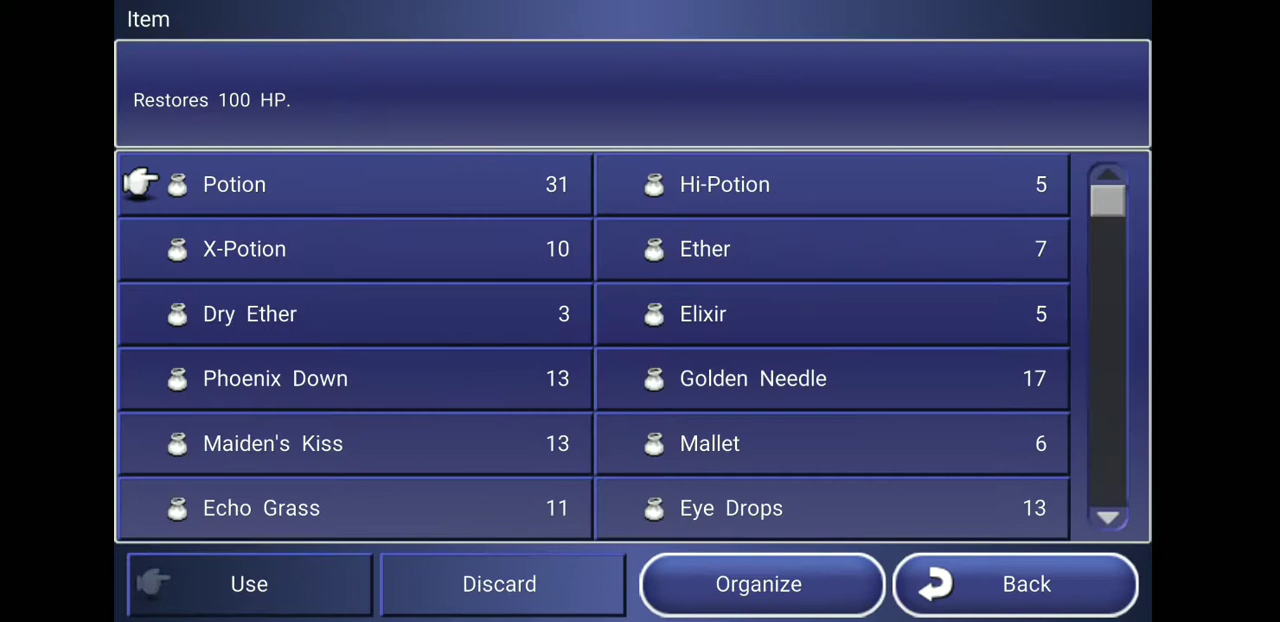 Item
Restores 100 HP.
Potion 31 Hi-Potion 5
X-Potion 10 Ether 7
Dry Ether 3 Elixir 5
Phoenix Down 13 Golden Needle 17
Maiden's Kiss 13 Mallet 6
Echo Grass 11 Eye Drops 13
Use Discard Organize Back